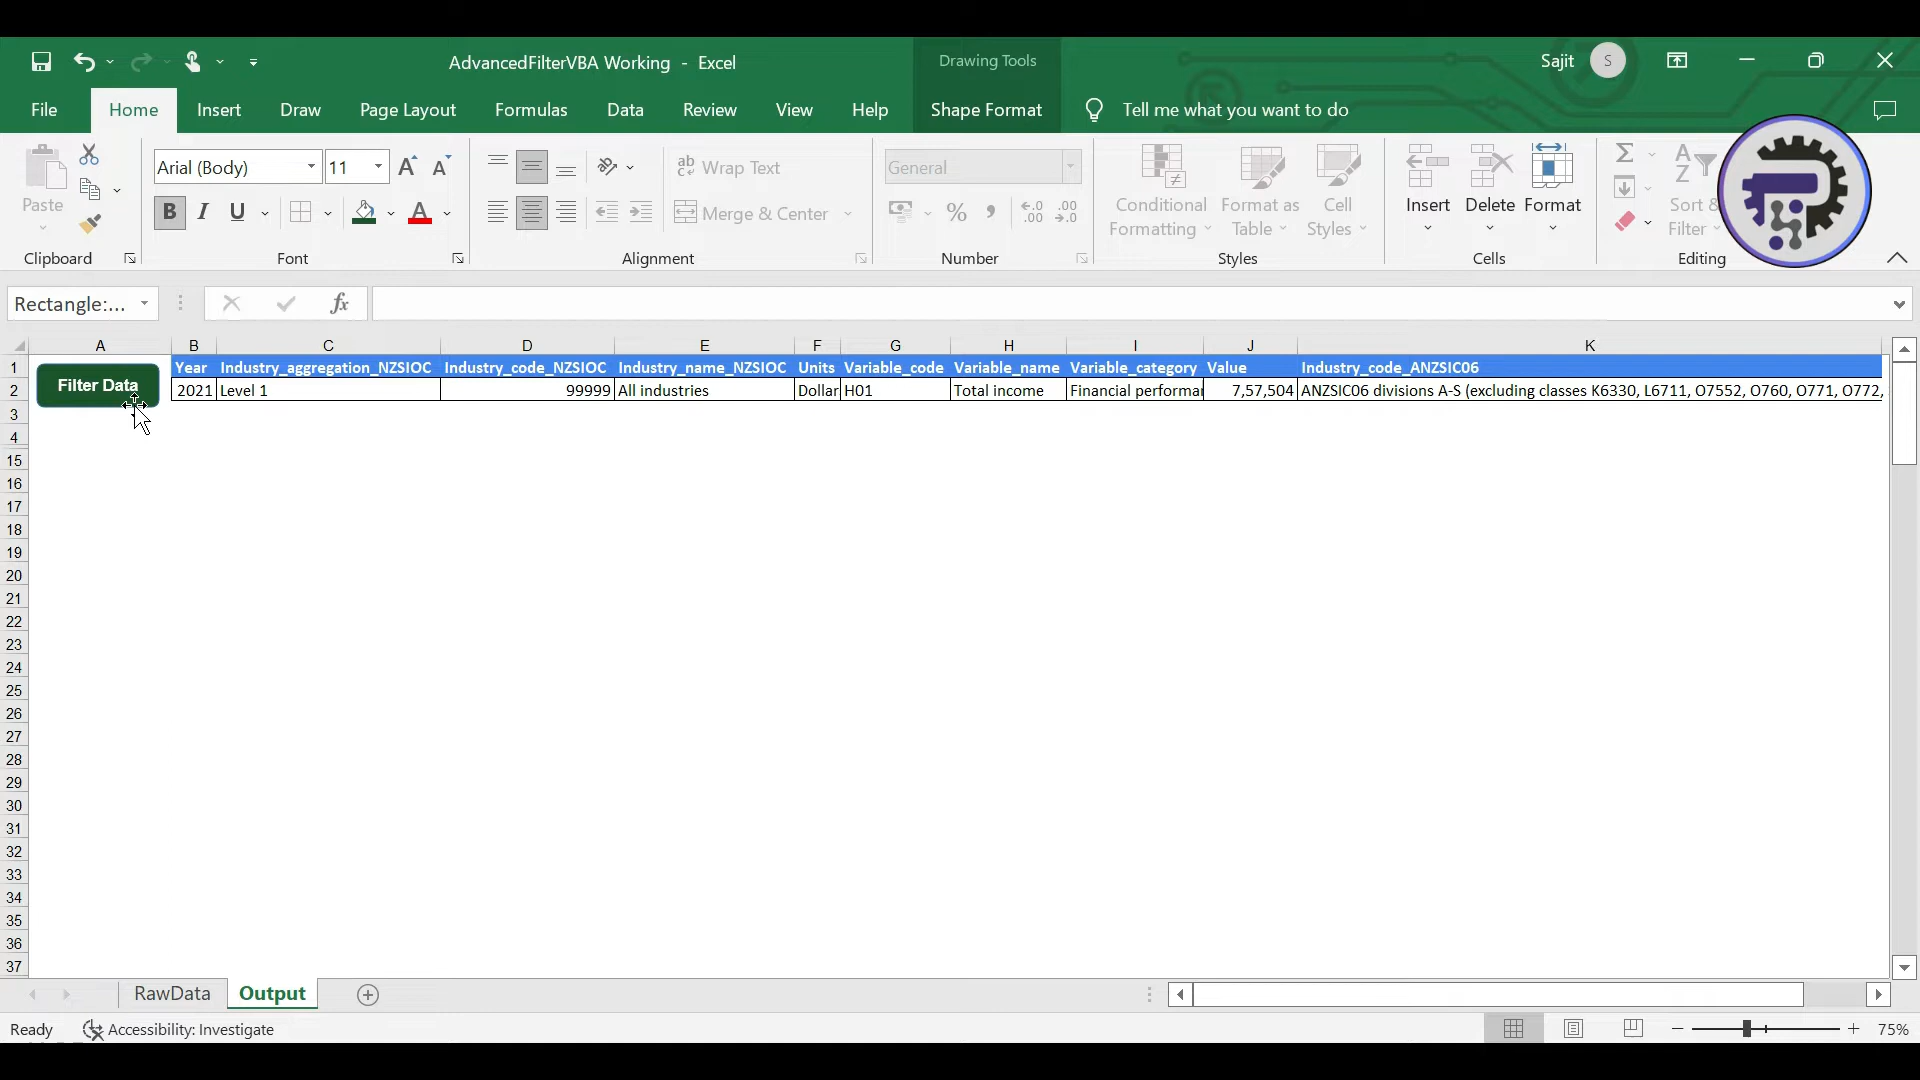 AdvancedFilterVBA Working - Excel
Drawing Tools
Sajit
S
File Home Insert Draw Page Layout Formulas Data Review View Help Shape Format Tell me what you want to do
Paste
Clipboard
Arial (Body) 11
B I U
Font
Wrap Text
Merge & Center
Alignment
General
Number
Conditional Formatting
Format as Table
Cell Styles
Styles
Insert Delete Format
Cells
Sort & Filter
Editing
Rectangle:...
fx
A B C D E F G H I J K
1 Year Industry_aggregation_NZSIOC Industry_code_NZSIOC Industry_name_NZSIOC Units Variable_code Variable_name Variable_category Value Industry_code_ANZSIC06
Filter Data
2 2021 Level 1 99999 All industries Dollar H01 Total income Financial performa 7,57,504 ANZSIC06 divisions A-S (excluding classes K6330, L6711, O7552, O760, O771, O772,
3
4
15
16
17
18
19
20
21
22
23
24
25
26
27
28
29
30
31
32
33
34
35
36
37
RawData Output
Ready Accessibility: Investigate 75%